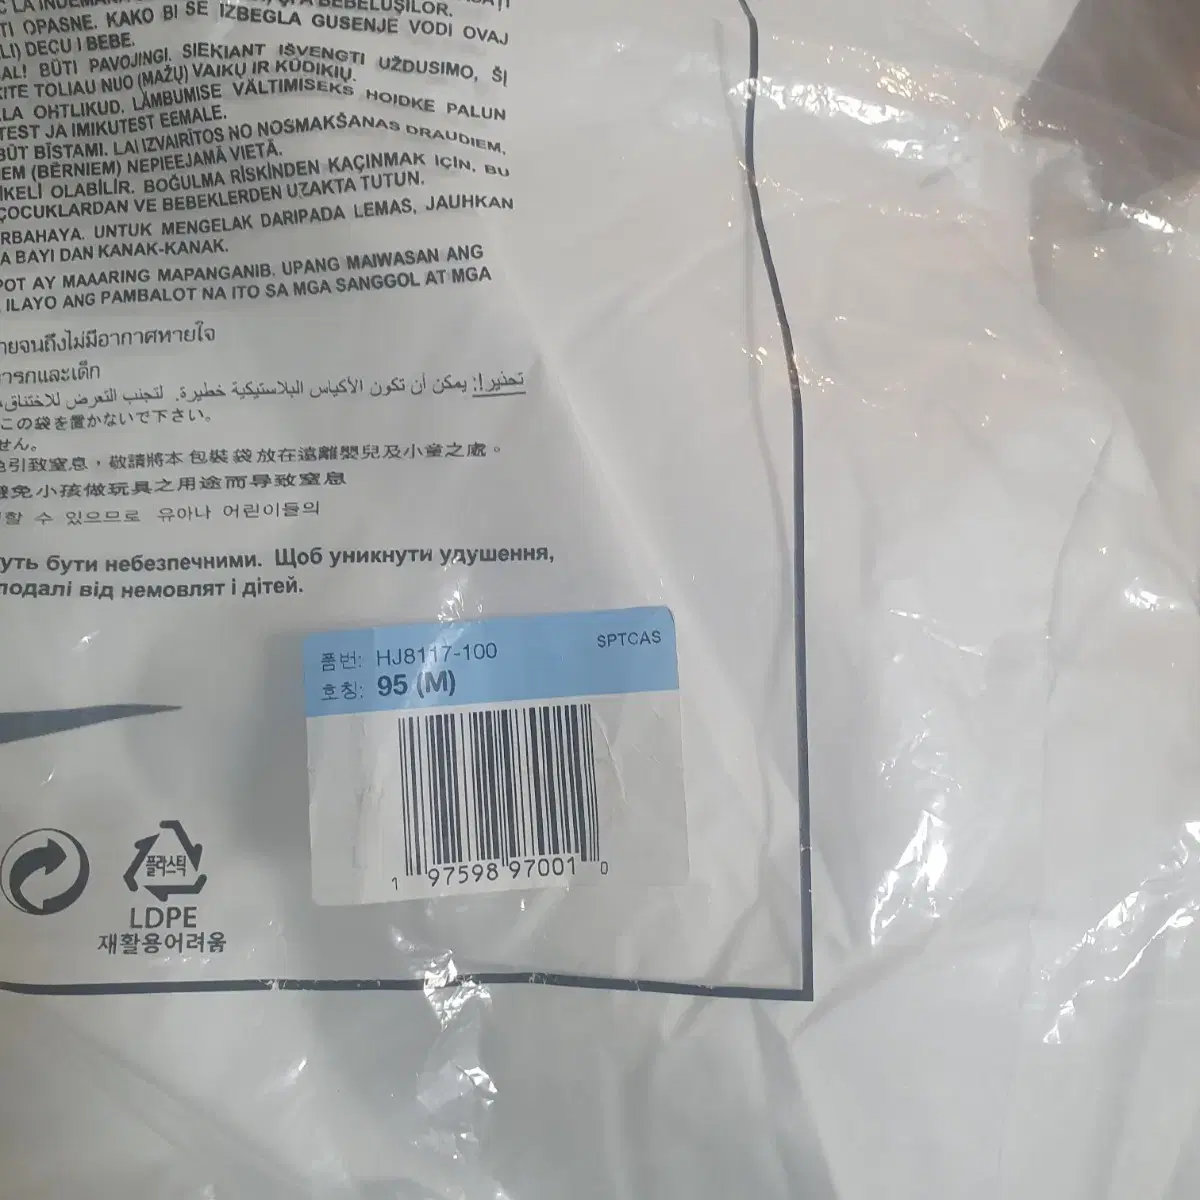 BEBELUȘILOR.
TI OPASNE. KAKO BI SE IZBEGLA GUSENJE VODI OVAJ
LI) DECU I BEBE.
AL! BŪTI PAVOJINGI. SIEKIANT IŠVENGTI UŽDUSIMO, ŠĮ
ITE TOLIAU NUO (MAŽŲ) VAIKŲ IR KŪDIKIŲ.
LLA OHTLIKUD. LÄMBUMISE VÄLTIMISEKS HOIDKE PALUN
TEST JA IMIKUTEST EEMALE.
BŪT BĪSTAMI. LAI IZVAIRĪTOS NO NOSMAKŠANAS DRAUDIEM,
IEM (BĒRNIEM) NEPIEEJAMĀ VIETĀ.
İKELİ OLABİLİR. BOĞULMA RİSKİNDEN KAÇINMAK İÇİN, BU
ÇOCUKLARDAN VE BEBEKLERDEN UZAKTA TUTUN.
RBAHAYA. UNTUK MENGELAK DARIPADA LEMAS, JAUHKAN
A BAYI DAN KANAK-KANAK.
POT AY MAAARING MAPANGANIB. UPANG MAIWASAN ANG
, ILAYO ANG PAMBALOT NA ITO SA MGA SANGGOL AT MGA
ายจนถึงไม่มีอากาศหายใจ
ารกและเด็ก
تحذير!: يمكن أن تكون الأكياس البلاستيكية خطيرة. لتجنب التعرض للاختناق،
この袋を置かないで下さい。
せん。
引致窒息，敬請將本包裝袋放在遠離嬰兒及小童之處。
避免小孩做玩具之用途而导致窒息
할 수 있으므로 유아나 어린이들의
уть бути небезпечними. Щоб уникнути удушення,
подалі від немовлят і дітей.
품번: HJ8117-100 SPTCAS
호칭: 95 (M)
1 97598 97001 0
플라스틱
LDPE
재활용어려움